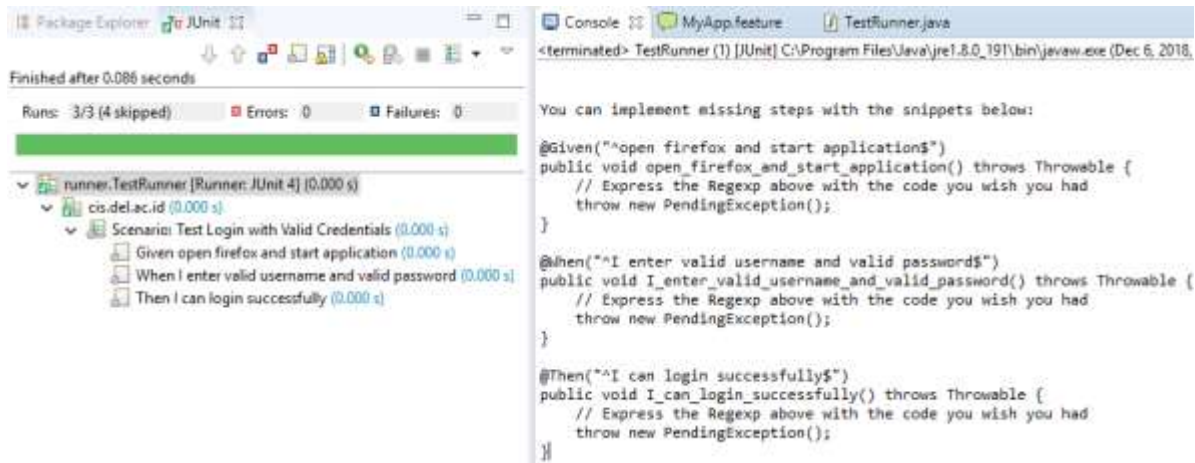 Package Explorer JUnit
Finished after 0.086 seconds
Runs: 3/3 (4 skipped) Errors: 0 Failures: 0
runner.TestRunner [Runner: JUnit 4] (0.000 s)
cis.del.ac.id (0.000 s)
Scenario: Test Login with Valid Credentials (0.000 s)
Given open firefox and start application (0.000 s)
When I enter valid username and valid password (0.000 s)
Then I can login successfully (0.000 s)
Console MyApp.feature TestRunner.java
<terminated> TestRunner (1) [JUnit] C:\Program Files\Java\jre1.8.0_191\bin\javaw.exe (Dec 6, 2018,
You can implement missing steps with the snippets below:
@Given("^open firefox and start application$")
public void open_firefox_and_start_application() throws Throwable {
// Express the Regexp above with the code you wish you had
throw new PendingException();
}
@When("^I enter valid username and valid password$")
public void I_enter_valid_username_and_valid_password() throws Throwable {
// Express the Regexp above with the code you wish you had
throw new PendingException();
}
@Then("^I can login successfully$")
public void I_can_login_successfully() throws Throwable {
// Express the Regexp above with the code you wish you had
throw new PendingException();
}